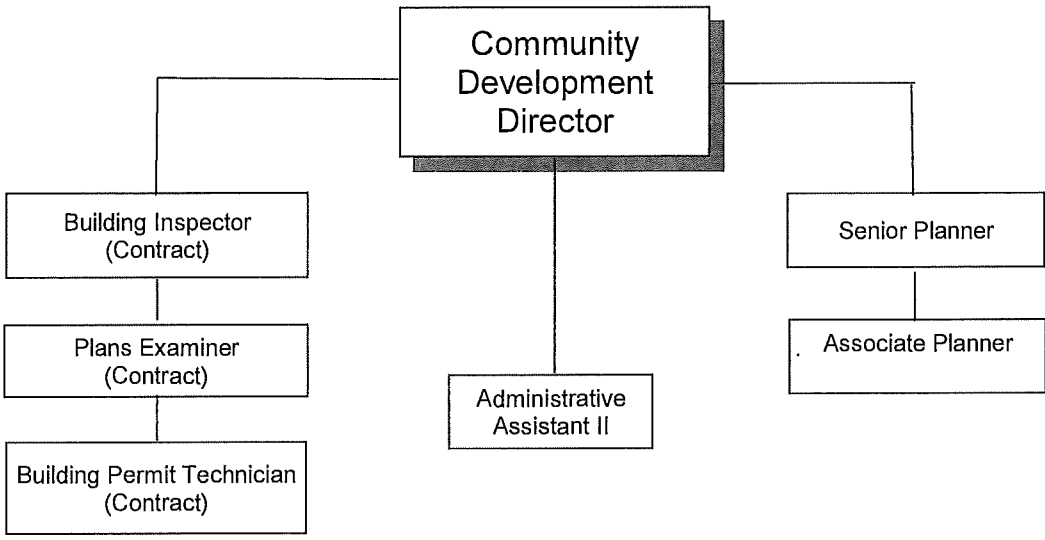 Community
Development
Director
Building Inspector
(Contract)
Senior Planner
Plans Examiner
(Contract)
Associate Planner
Administrative
Assistant II
Building Permit Technician
(Contract)